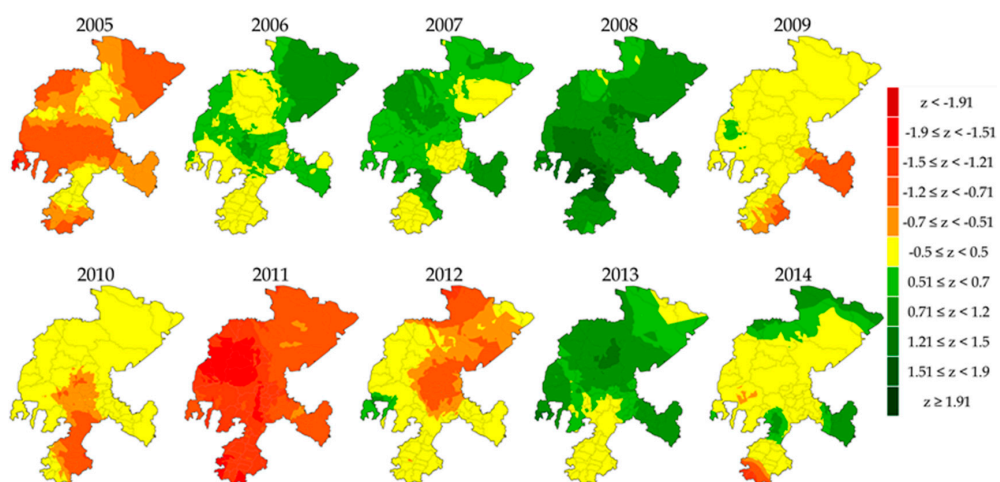 2005
2006
2007
2008
2009
z < -1.91
-1.9 ≤ z < -1.51
-1.5 ≤ z < -1.21
-1.2 ≤ z < -0.71
-0.7 ≤ z < -0.51
-0.5 ≤ z < 0.5
0.51 ≤ z < 0.7
0.71 ≤ z < 1.2
1.21 ≤ z < 1.5
1.51 ≤ z < 1.9
z ≥ 1.91
2010
2011
2012
2013
2014